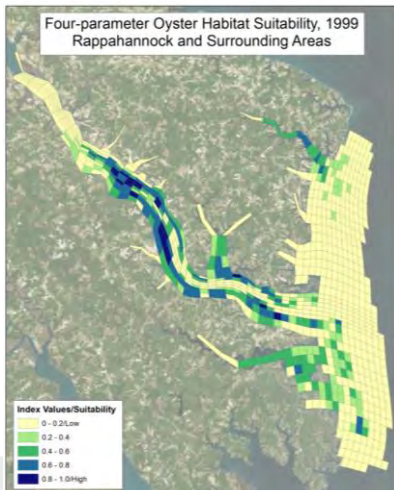 Four-parameter Oyster Habitat Suitability, 1999
Rappahannock and Surrounding Areas
Index Values/Suitability
0 - 0.2/Low
0.2 - 0.4
0.4 - 0.6
0.6 - 0.8
0.8 - 1.0/High